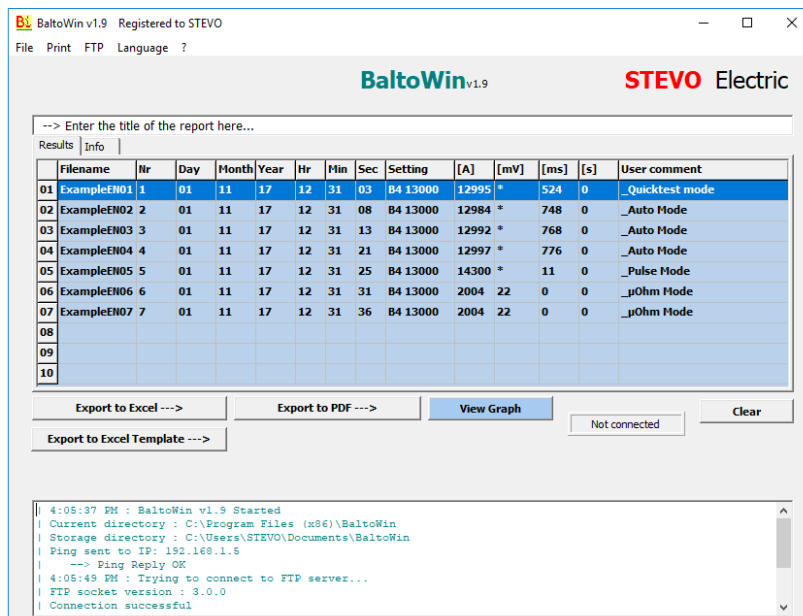 BaltoWin v1.9 Registered to STEVO
File Print FTP Language ?
BaltoWin v1.9 STEVO Electric
--> Enter the title of the report here...
Results Info
Filename Nr Day Month Year Hr Min Sec Setting [A] [mV] [ms] [s] User comment
01 ExampleEN01 1 01 11 17 12 31 03 B4 13000 12995 * 524 0 _Quicktest mode
02 ExampleEN02 2 01 11 17 12 31 08 B4 13000 12984 * 748 0 _Auto Mode
03 ExampleEN03 3 01 11 17 12 31 13 B4 13000 12992 * 768 0 _Auto Mode
04 ExampleEN04 4 01 11 17 12 31 21 B4 13000 12997 * 776 0 _Auto Mode
05 ExampleEN05 5 01 11 17 12 31 25 B4 13000 14300 * 11 0 _Pulse Mode
06 ExampleEN06 6 01 11 17 12 31 31 B4 13000 2004 22 0 0 _µOhm Mode
07 ExampleEN07 7 01 11 17 12 31 36 B4 13000 2004 22 0 0 _µOhm Mode
08
09
10
Export to Excel ---> Export to PDF ---> View Graph Not connected Clear
Export to Excel Template --->
| 4:05:37 PM : BaltoWin v1.9 Started
| Current directory : C:\Program Files (x86)\BaltoWin
| Storage directory : C:\Users\STEVO\Documents\BaltoWin
| Ping sent to IP: 192.168.1.5
| --> Ping Reply OK
| 4:05:49 PM : Trying to connect to FTP server...
| FTP socket version : 3.0.0
| Connection successful